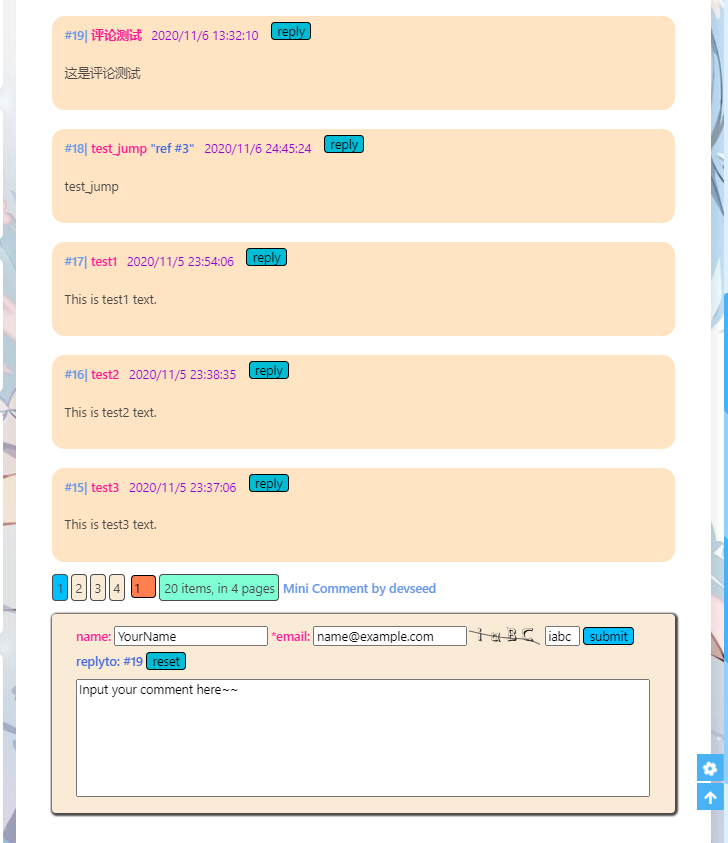 #19| 评论测试 2020/11/6 13:32:10 reply
这是评论测试
#18| test_jump "ref #3" 2020/11/6 24:45:24 reply
test_jump
#17| test1 2020/11/5 23:54:06 reply
This is test1 text.
#16| test2 2020/11/5 23:38:35 reply
This is test2 text.
#15| test3 2020/11/5 23:37:06 reply
This is test3 text.
1 2 3 4 1 20 items, in 4 pages Mini Comment by devseed
name: YourName *email: name@example.com iaBC iabc submit
replyto: #19 reset
Input your comment here~~